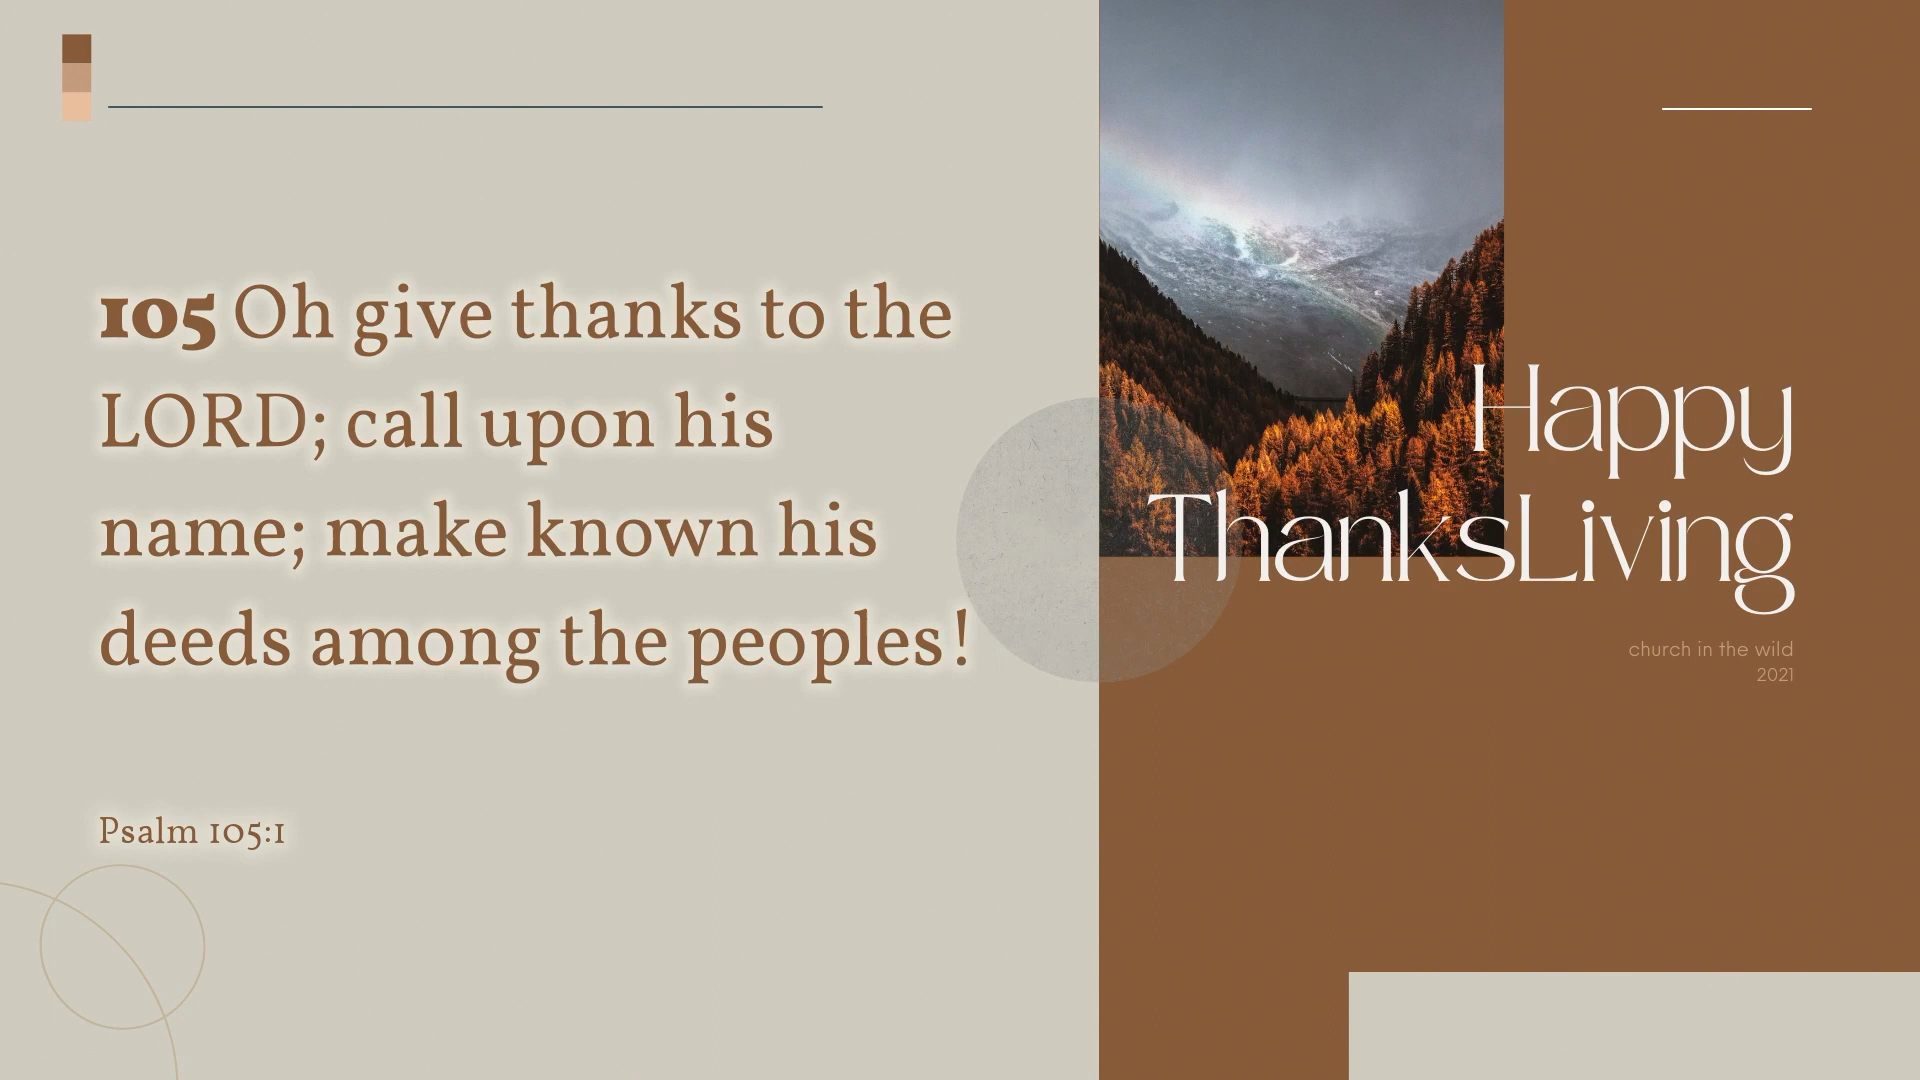 105 Oh give thanks to the
LORD; call upon his
name; make known his
deeds among the peoples!
Psalm 105:1
Happy
ThanksLiving
church in the wild
2021